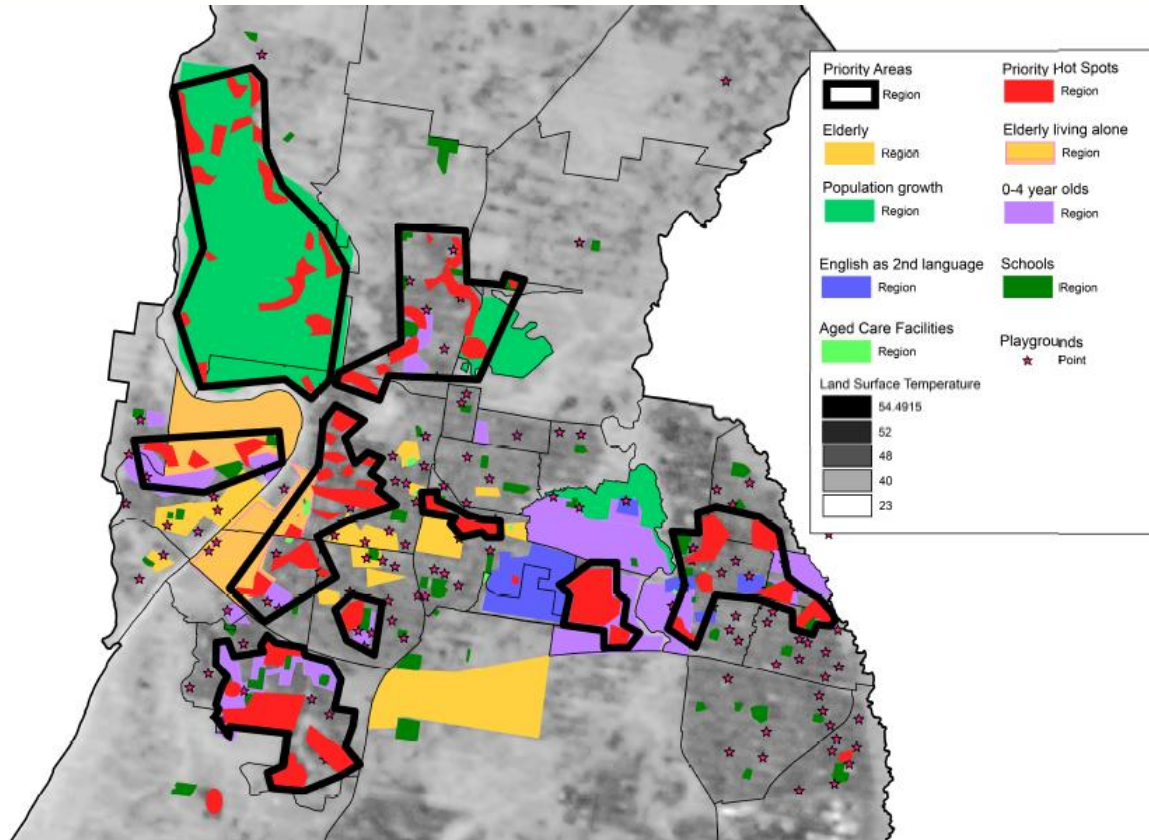 Priority Areas
Region
Priority Hot Spots
Region
Elderly
Region
Elderly living alone
Region
Population growth
Region
0-4 year olds
Region
English as 2nd language
Region
Schools
Region
Aged Care Facilities
Region
Playgrounds
Point
Land Surface Temperature
54.4915
52
48
40
23